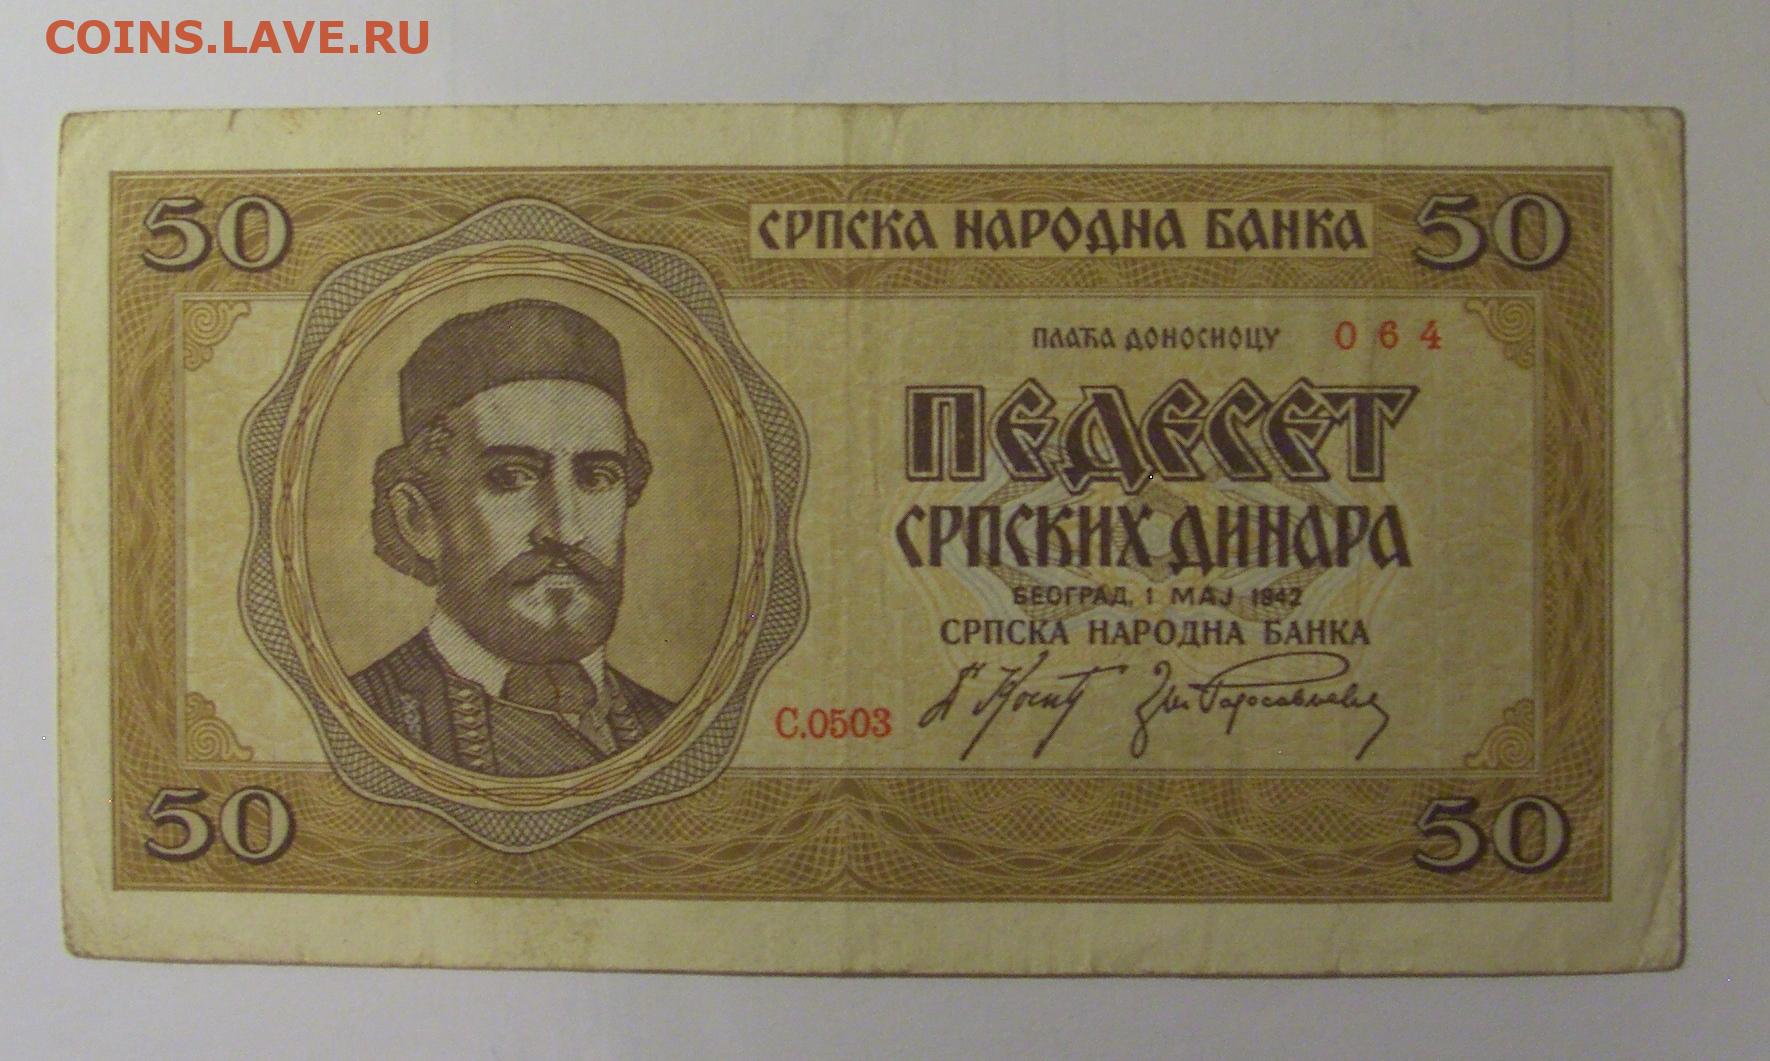 COINS.LAVE.RU
50 СРПСКА НАРОДНА БАНКА 50
ПЛАЋА ДОНОСИОЦУ 064
ПЕДЕСЕТ
СРПСКИХ ДИНАРА
БЕОГРАД, 1 МАЈ 1942
СРПСКА НАРОДНА БАНКА
С.0503
50 50